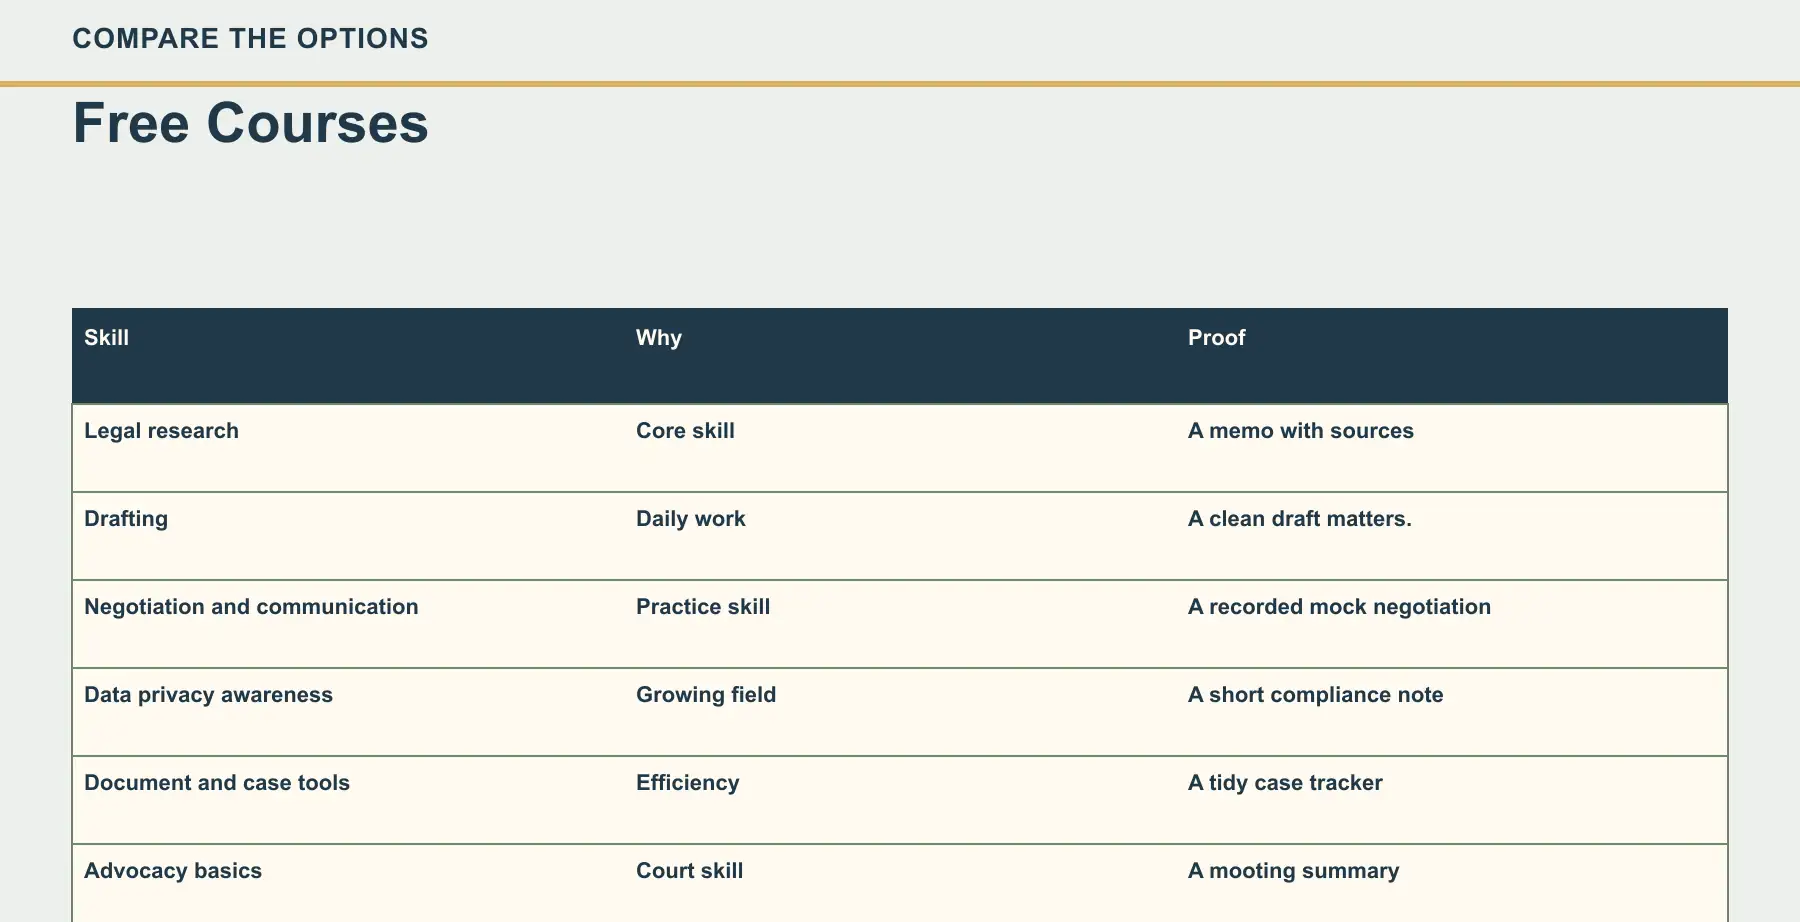 COMPARE THE OPTIONS
Free Courses
Skill Why Proof
Legal research Core skill A memo with sources
Drafting Daily work A clean draft matters.
Negotiation and communication Practice skill A recorded mock negotiation
Data privacy awareness Growing field A short compliance note
Document and case tools Efficiency A tidy case tracker
Advocacy basics Court skill A mooting summary